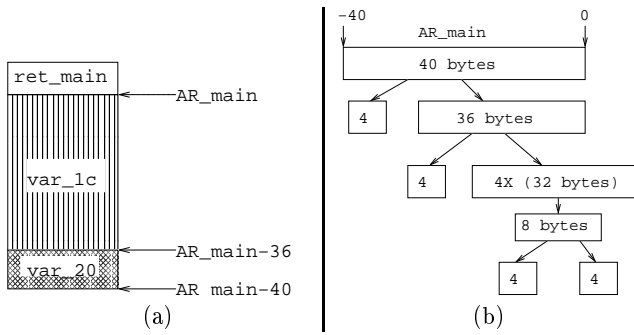 ret_main
AR_main
var_1c
AR_main-36
var_20
AR main-40
(a)
-40
0
AR_main
40 bytes
4
36 bytes
4
4X (32 bytes)
8 bytes
4
4
(b)